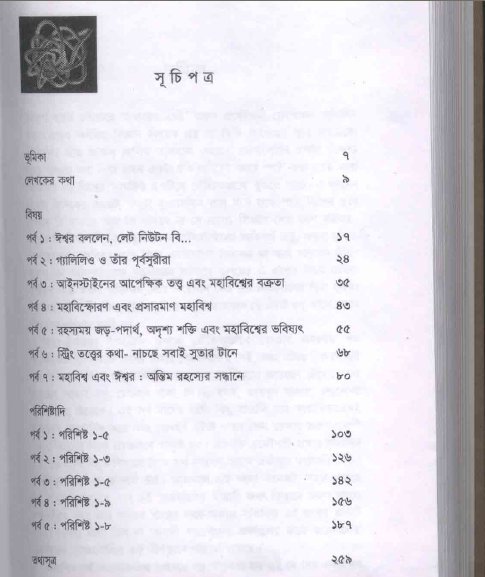 সূচিপত্র
ভূমিকা ৭
লেখকের কথা ৯
বিষয়
পর্ব ১ : ঈশ্বর বললেন, লেট নিউটন বি... ১৭
পর্ব ২ : গ্যালিলিও ও তাঁর পূর্বসুরীরা ২৪
পর্ব ৩ : আইনস্টাইনের আপেক্ষিক তত্ত্ব এবং মহাবিশ্বের বক্রতা ৩৫
পর্ব ৪ : মহাবিস্ফোরণ এবং প্রসারমাণ মহাবিশ্ব ৪৩
পর্ব ৫ : রহস্যময় জড়-পদার্থ, অদৃশ্য শক্তি এবং মহাবিশ্বের ভবিষ্যৎ ৫৫
পর্ব ৬ : স্ট্রিং তত্ত্বের কথা- নাচছে সবাই সুতার টানে ৬৮
পর্ব ৭ : মহাবিশ্ব এবং ঈশ্বর : অন্তিম রহস্যের সন্ধানে ৮০
পরিশিষ্টাদি
পর্ব ১ : পরিশিষ্ট ১-৫ ১০৩
পর্ব ২ : পরিশিষ্ট ১-৩ ১২৬
পর্ব ৩ : পরিশিষ্ট ১-৫ ১৪২
পর্ব ৪ : পরিশিষ্ট ১-৯ ১৫৬
পর্ব ৫ : পরিশিষ্ট ১-৮ ১৮৭
তথ্যসূত্র ২৫৯